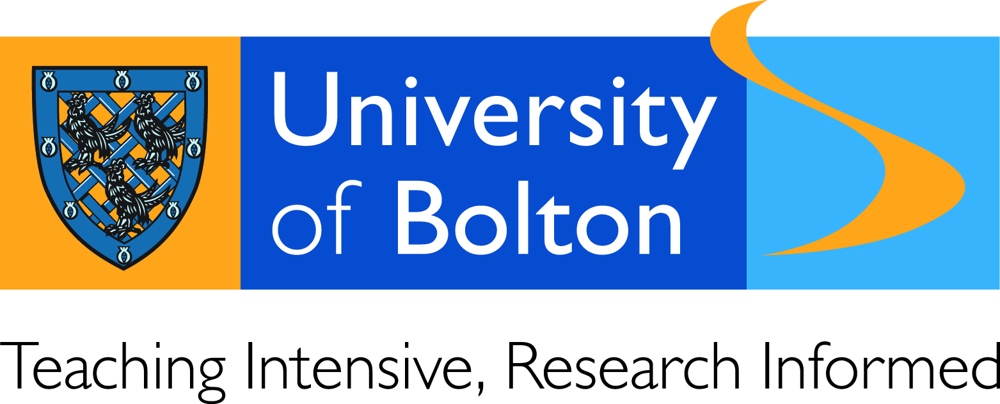 University
of Bolton
Teaching Intensive, Research Informed